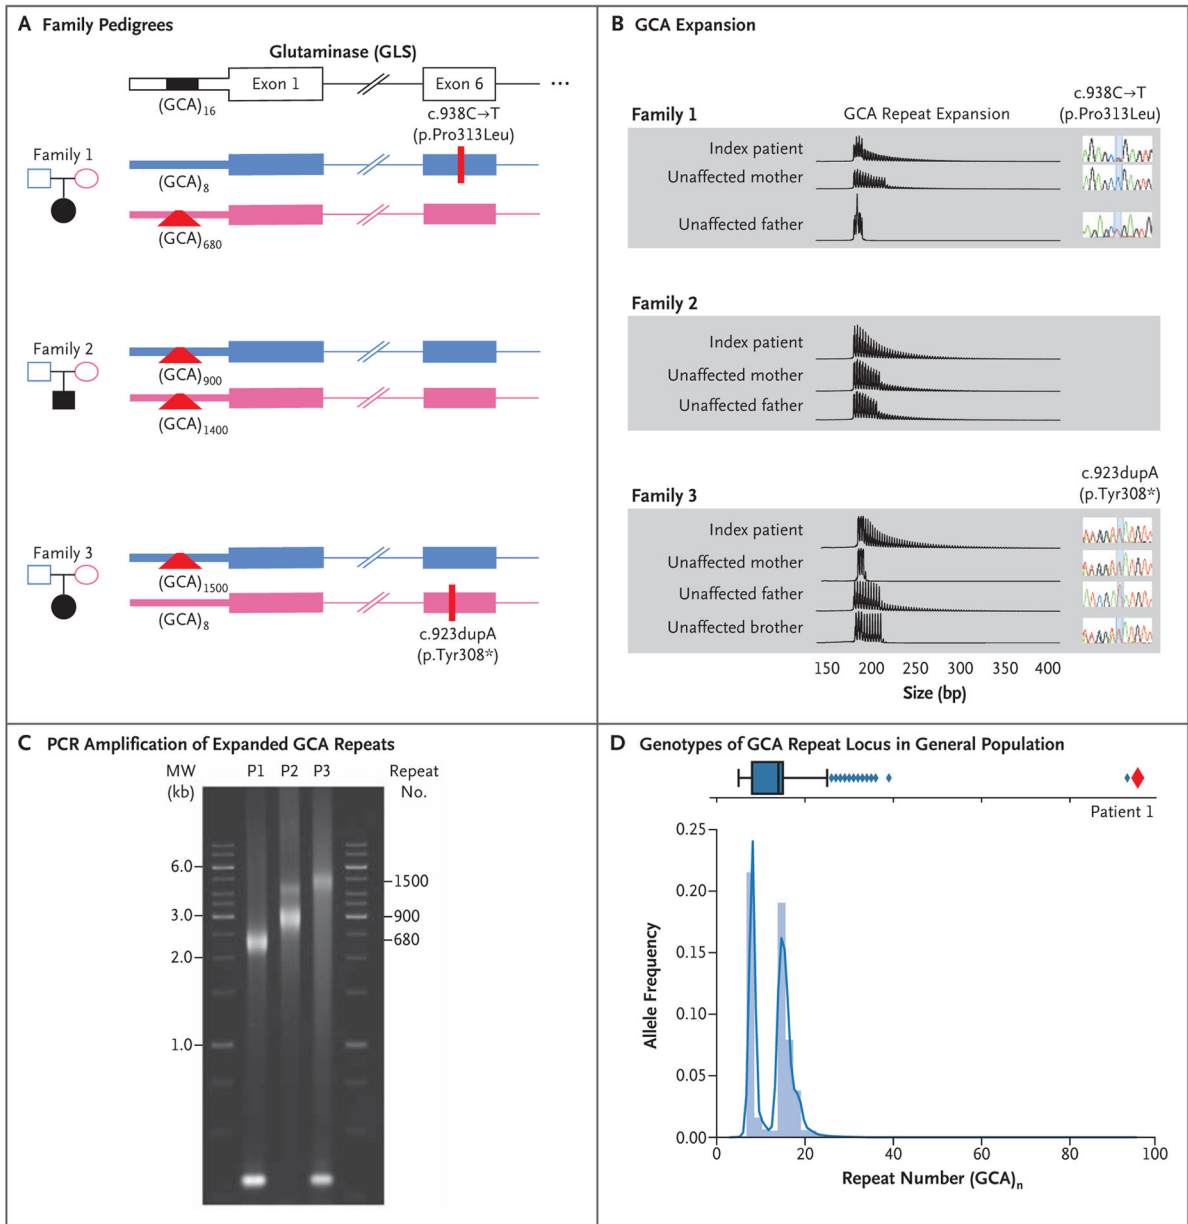 A Family Pedigrees
Glutaminase (GLS)
Exon 1
Exon 6
...
(GCA)16
c.938C→T
(p.Pro313Leu)
Family 1
(GCA)8
(GCA)680
Family 2
(GCA)900
(GCA)1400
Family 3
(GCA)1500
(GCA)8
c.923dupA
(p.Tyr308*)
B GCA Expansion
c.938C→T
(p.Pro313Leu)
Family 1
GCA Repeat Expansion
Index patient
Unaffected mother
Unaffected father
Family 2
Index patient
Unaffected mother
Unaffected father
c.923dupA
(p.Tyr308*)
Family 3
Index patient
Unaffected mother
Unaffected father
Unaffected brother
150 200 250 300 350 400
Size (bp)
C PCR Amplification of Expanded GCA Repeats
MW
(kb)
P1 P2 P3
Repeat
No.
6.0
3.0
2.0
1.0
1500
900
680
D Genotypes of GCA Repeat Locus in General Population
Patient 1
0.25
0.20
0.15
0.10
0.05
0.00
Allele Frequency
0 20 40 60 80 100
Repeat Number (GCA)n